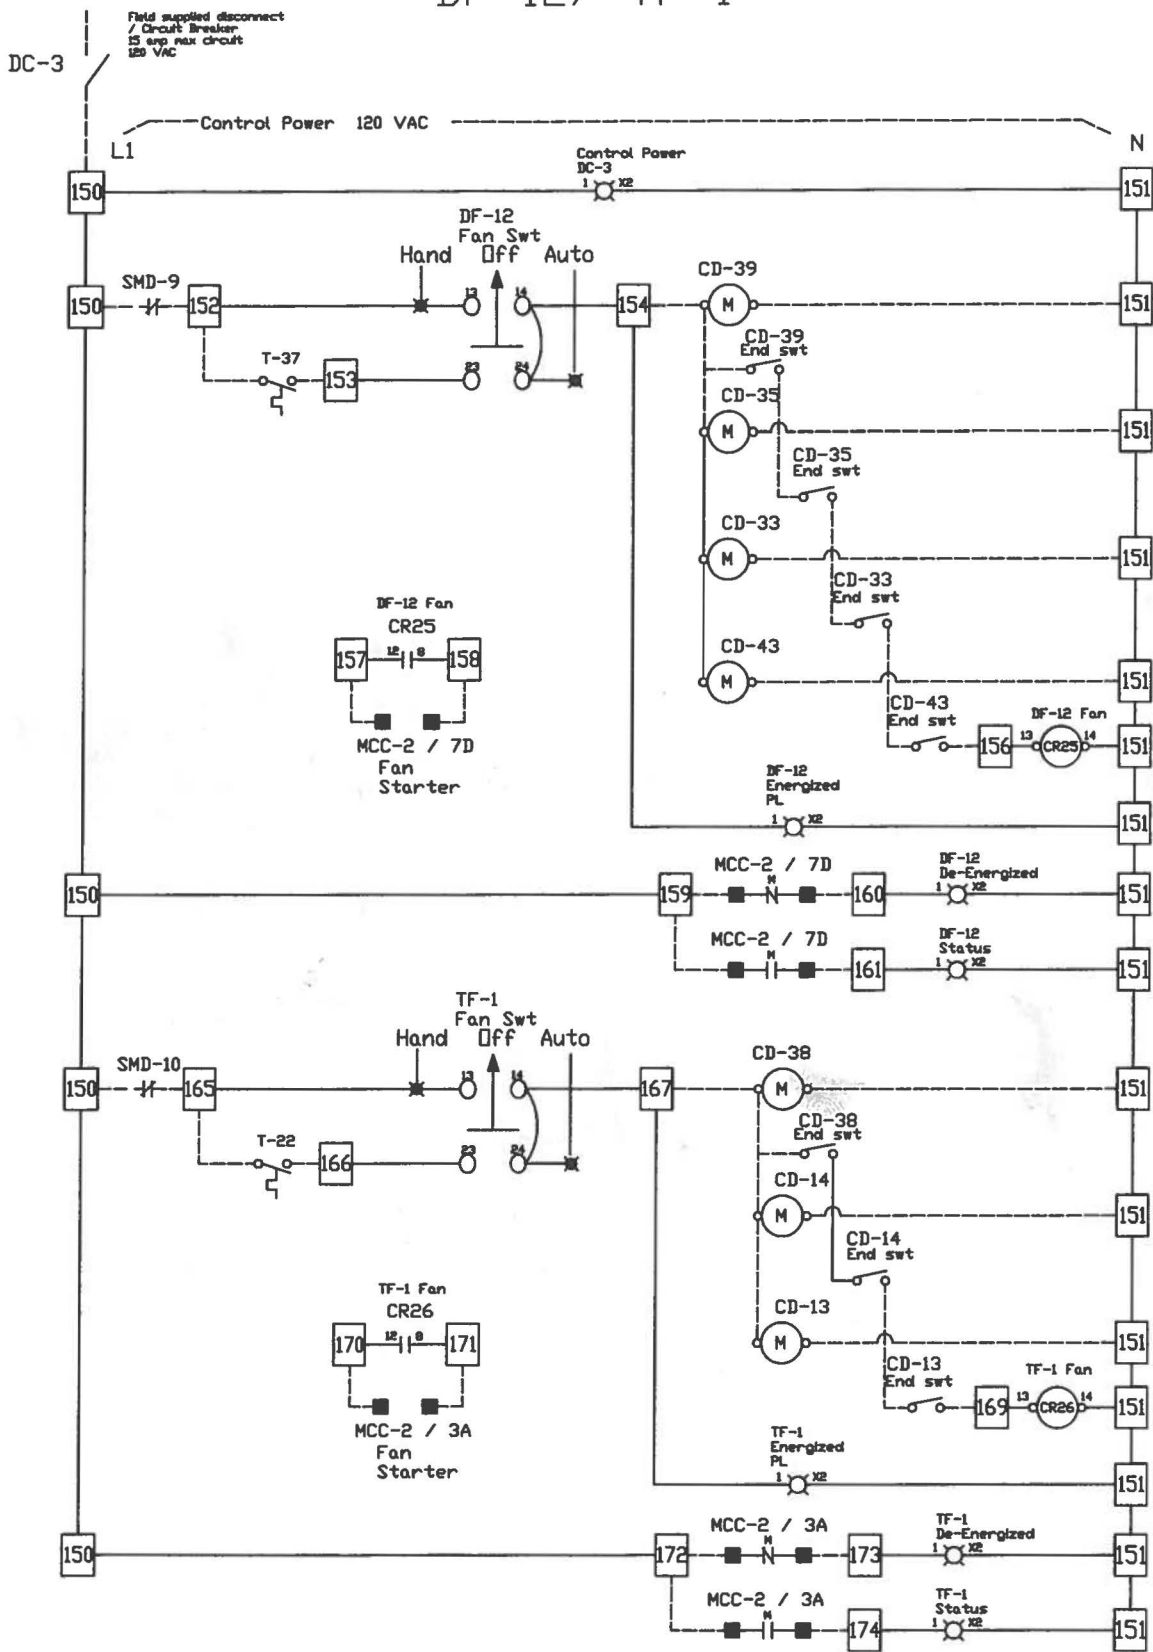 Field supplied disconnect
/ Circuit Breaker
15 amp max circuit
120 VAC
DC-3
Control Power 120 VAC
L1
N
Control Power
DC-3
150
1
X2
151
DF-12
Fan Swt
Hand Off Auto
CD-39
150
SMD-9
152
13
14
154
M
151
CD-39
End swt
T-37
153
23
24
CD-35
M
151
CD-35
End swt
CD-33
M
151
CD-33
End swt
DF-12 Fan
CR25
157
12
8
158
CD-43
M
151
CD-43
End swt
DF-12 Fan
156
13
CR25
14
151
MCC-2 / 7D
Fan
Starter
DF-12
Energized
PL
1
X2
151
150
159
MCC-2 / 7D
M
160
DF-12
De-Energized
1
X2
151
MCC-2 / 7D
M
161
DF-12
Status
1
X2
151
TF-1
Fan Swt
Hand Off Auto
CD-38
150
SMD-10
165
13
14
167
M
151
CD-38
End swt
T-22
166
23
24
CD-14
M
151
CD-14
End swt
TF-1 Fan
CR26
170
12
8
171
CD-13
M
151
CD-13
End swt
TF-1 Fan
169
13
CR26
14
151
MCC-2 / 3A
Fan
Starter
TF-1
Energized
PL
1
X2
151
150
172
MCC-2 / 3A
M
173
TF-1
De-Energized
1
X2
151
MCC-2 / 3A
M
174
TF-1
Status
1
X2
151